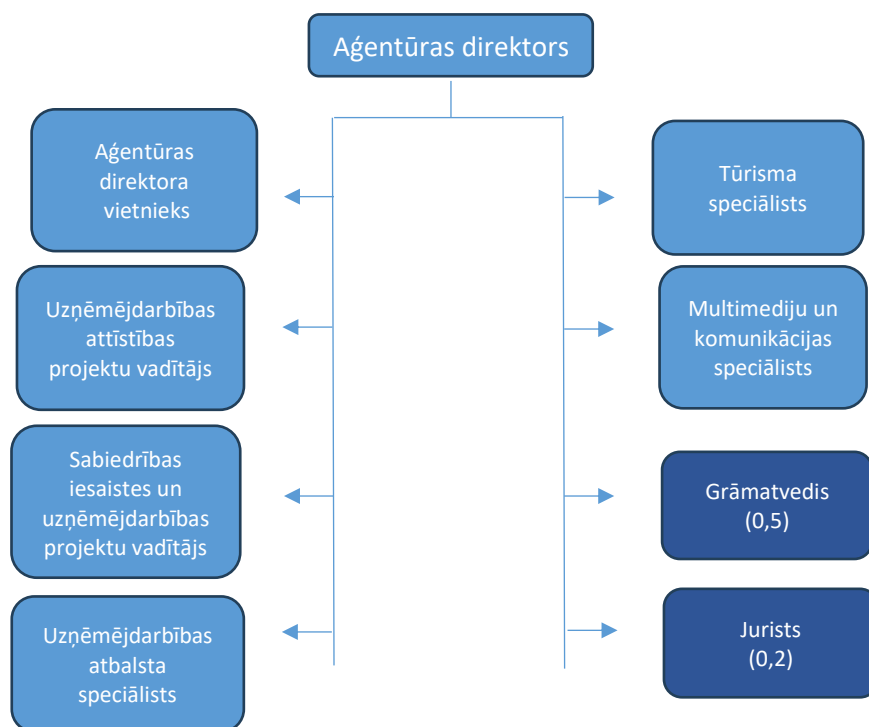 Aģentūras direktors
Aģentūras
direktora
vietnieks
Uzņēmējdarbības
attīstības
projektu vadītājs
Sabiedrības
iesaistes un
uzņēmējdarbības
projektu vadītājs
Uzņēmējdarbības
atbalsta
speciālists
Tūrisma
speciālists
Multimediju un
komunikācijas
speciālists
Grāmatvedis
(0,5)
Jurists
(0,2)